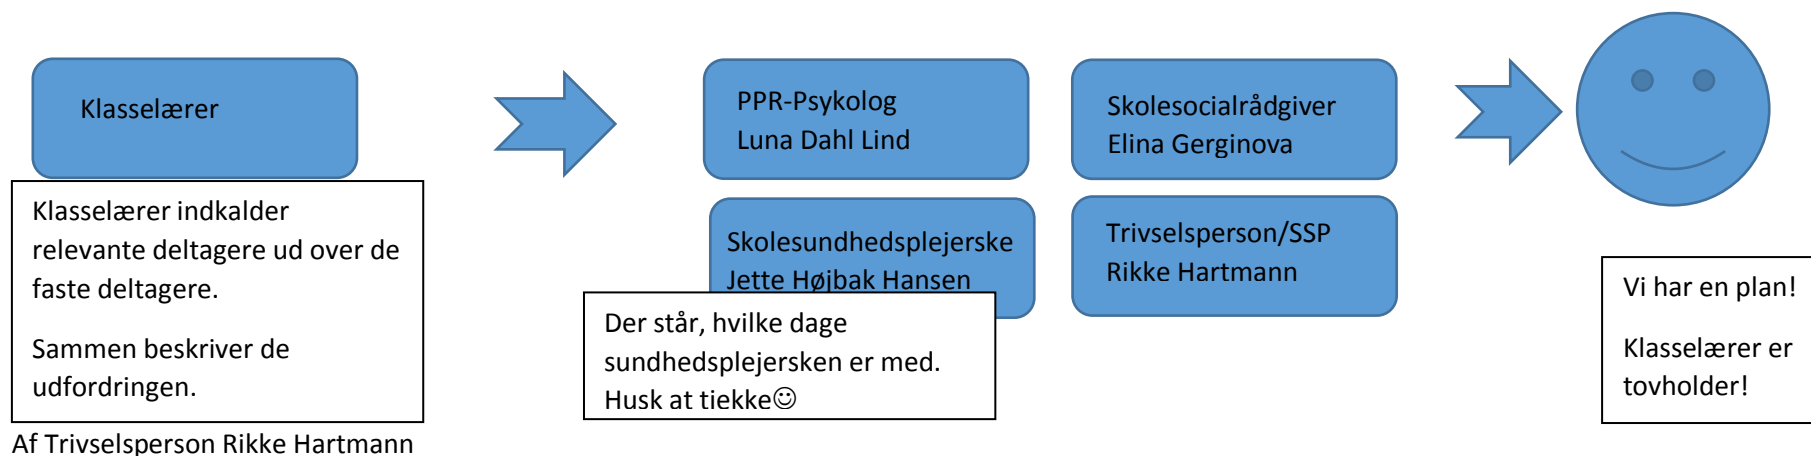 Klasselærer
Klasselærer indkalder
relevante deltagere ud over de
faste deltagere.
Sammen beskriver de
udfordringen.
Af Trivselsperson Rikke Hartmann
PPR-Psykolog
Luna Dahl Lind
Skolesocialrådgiver
Elina Gerginova
Skolesundhedsplejerske
Jette Højbak Hansen
Trivselsperson/SSP
Rikke Hartmann
Der står, hvilke dage
sundhedsplejersken er med.
Husk at tiekke☺
Vi har en plan!
Klasselærer er
tovholder!